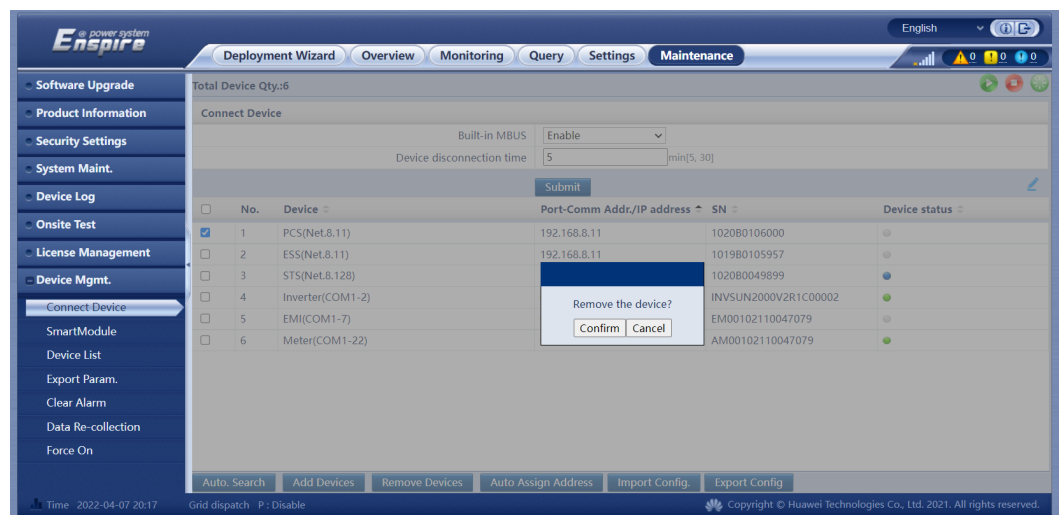 e power system
Enspire
English
Deployment Wizard Overview Monitoring Query Settings Maintenance
0 0 0
Software Upgrade
Product Information
Security Settings
System Maint.
Device Log
Onsite Test
License Management
Device Mgmt.
Connect Device
SmartModule
Device List
Export Param.
Clear Alarm
Data Re-collection
Force On
Total Device Qty.:6
Connect Device
Built-in MBUS Enable
Device disconnection time 5 min[5, 30]
Submit
No. Device Port-Comm Addr./IP address SN Device status
1 PCS(Net.8.11) 192.168.8.11 1020B0106000
2 ESS(Net.8.11) 192.168.8.11 1019B0105957
3 STS(Net.8.128) 1020B0049899
4 Inverter(COM1-2) INVSUN2000V2R1C00002
5 EMI(COM1-7) EM00102110047079
6 Meter(COM1-22) AM00102110047079
Remove the device?
Confirm Cancel
Auto. Search Add Devices Remove Devices Auto Assign Address Import Config. Export Config
Time 2022-04-07 20:17 Grid dispatch P : Disable Copyright © Huawei Technologies Co., Ltd. 2021. All rights reserved.